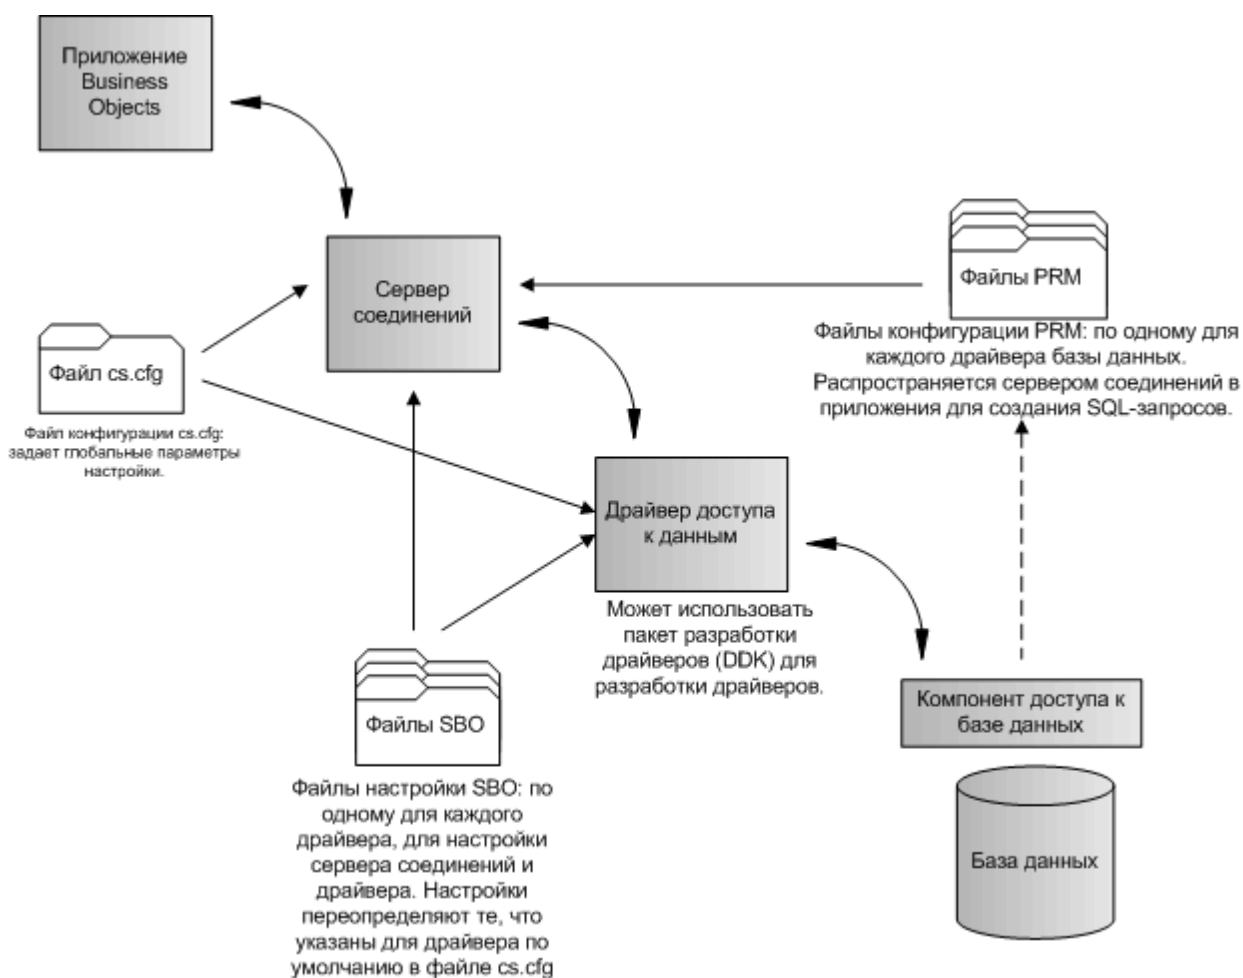 Приложение
Business
Objects
Сервер
соединений
Файлы PRM
Файлы конфигурации PRM: по одному для
каждого драйвера базы данных.
Распространяется сервером соединений в
приложения для создания SQL-запросов.
Файл cs.cfg
Файл конфигурации cs.cfg:
задает глобальные параметры
настройки.
Драйвер доступа
к данным
Может использовать
пакет разработки
драйверов (DDK) для
разработки драйверов.
Файлы SBO
Файлы настройки SBO: по
одному для каждого
драйвера, для настройки
сервера соединений и
драйвера. Настройки
переопределяют те, что
указаны для драйвера по
умолчанию в файле cs.cfg
Компонент доступа к
базе данных
База данных